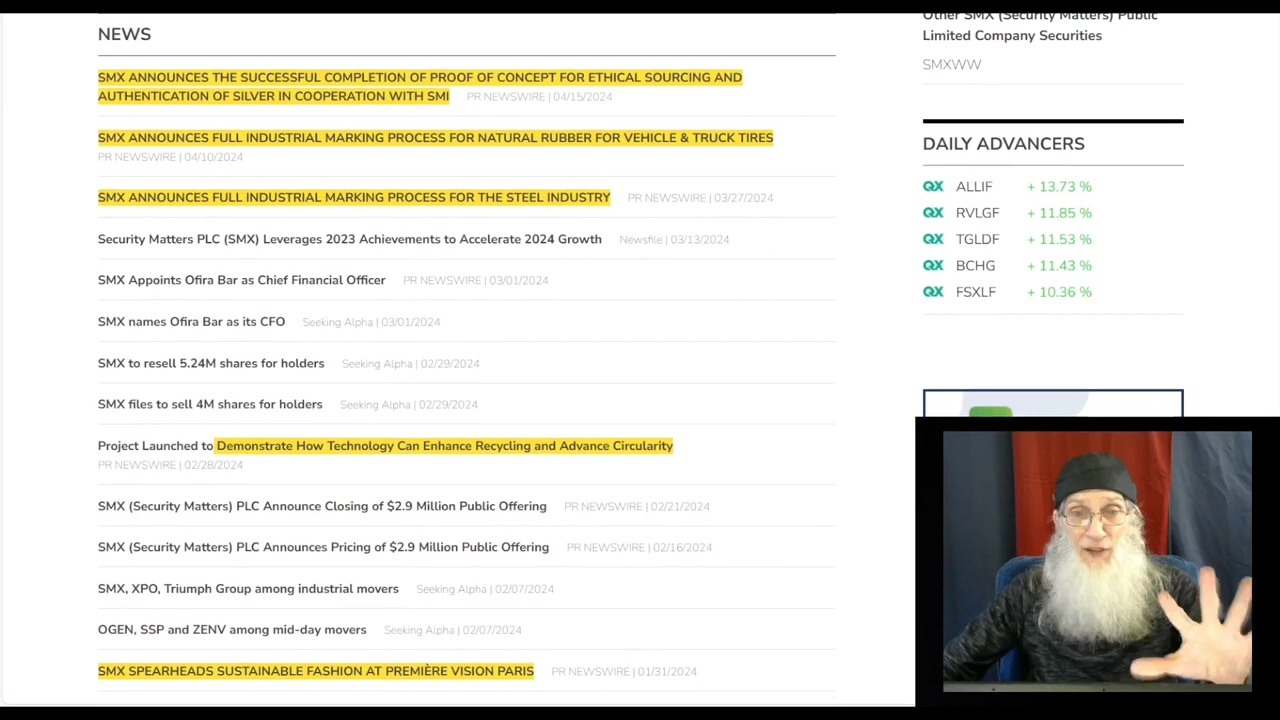 NEWS
SMX ANNOUNCES THE SUCCESSFUL COMPLETION OF PROOF OF CONCEPT FOR ETHICAL SOURCING AND
AUTHENTICATION OF SILVER IN COOPERATION WITH SMI PR NEWSWIRE | 04/15/2024
SMX ANNOUNCES FULL INDUSTRIAL MARKING PROCESS FOR NATURAL RUBBER FOR VEHICLE & TRUCK TIRES
PR NEWSWIRE | 04/10/2024
SMX ANNOUNCES FULL INDUSTRIAL MARKING PROCESS FOR THE STEEL INDUSTRY PR NEWSWIRE | 03/27/2024
Security Matters PLC (SMX) Leverages 2023 Achievements to Accelerate 2024 Growth Newsfile | 03/13/2024
SMX Appoints Ofira Bar as Chief Financial Officer PR NEWSWIRE | 03/01/2024
SMX names Ofira Bar as its CFO Seeking Alpha | 03/01/2024
SMX to resell 5.24M shares for holders Seeking Alpha | 02/29/2024
SMX files to sell 4M shares for holders Seeking Alpha | 02/29/2024
Project Launched to Demonstrate How Technology Can Enhance Recycling and Advance Circularity
PR NEWSWIRE | 02/28/2024
SMX (Security Matters) PLC Announce Closing of $2.9 Million Public Offering PR NEWSWIRE | 02/21/2024
SMX (Security Matters) PLC Announces Pricing of $2.9 Million Public Offering PR NEWSWIRE | 02/16/2024
SMX, XPO, Triumph Group among industrial movers Seeking Alpha | 02/07/2024
OGEN, SSP and ZENV among mid-day movers Seeking Alpha | 02/07/2024
SMX SPEARHEADS SUSTAINABLE FASHION AT PREMIÈRE VISION PARIS PR NEWSWIRE | 01/31/2024
Other SMX (Security Matters) Public
Limited Company Securities
SMXWW
DAILY ADVANCERS
QX ALLIF + 13.73 %
QX RVLGF + 11.85 %
QX TGLDF + 11.53 %
QX BCHG + 11.43 %
QX FSXLF + 10.36 %